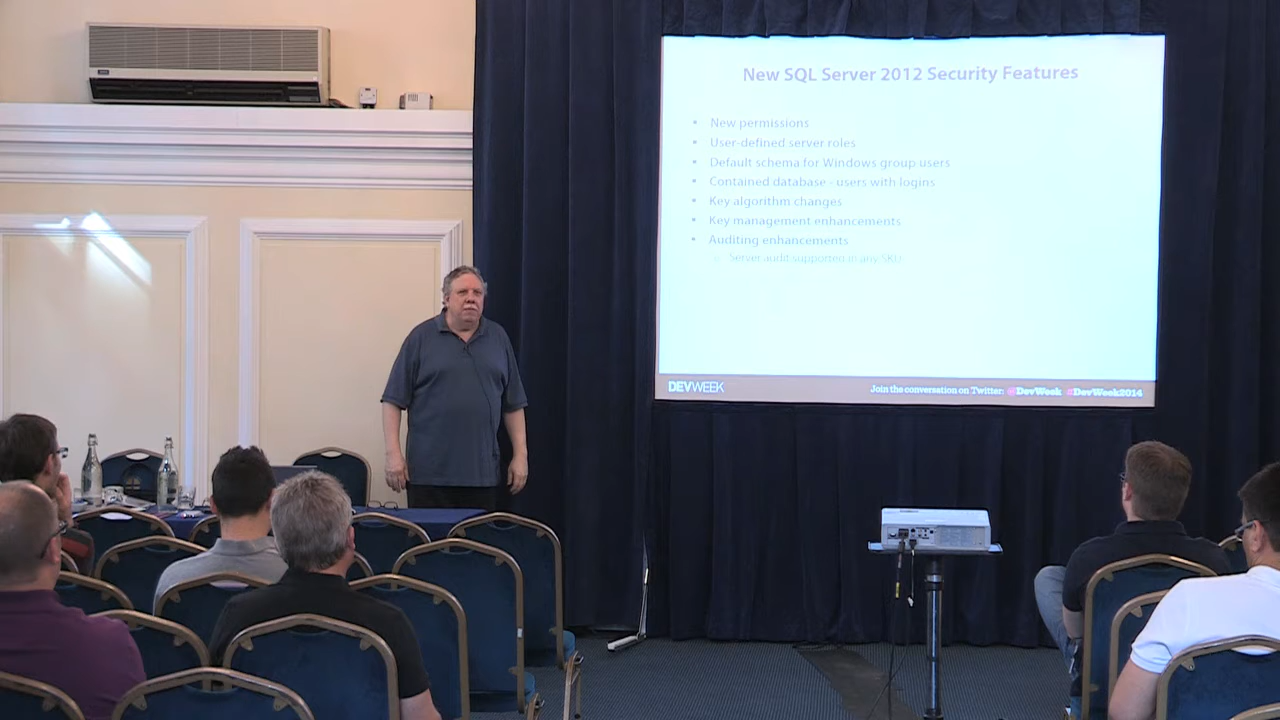 New SQL Server 2012 Security Features
▪ New permissions
▪ User-defined server roles
▪ Default schema for Windows group users
▪ Contained database - users with logins
▪ Key algorithm changes
▪ Key management enhancements
▪ Auditing enhancements
Server audit supported in any SKU
DEVWEEK
Join the conversation on Twitter: @DevWeek #DevWeek2014